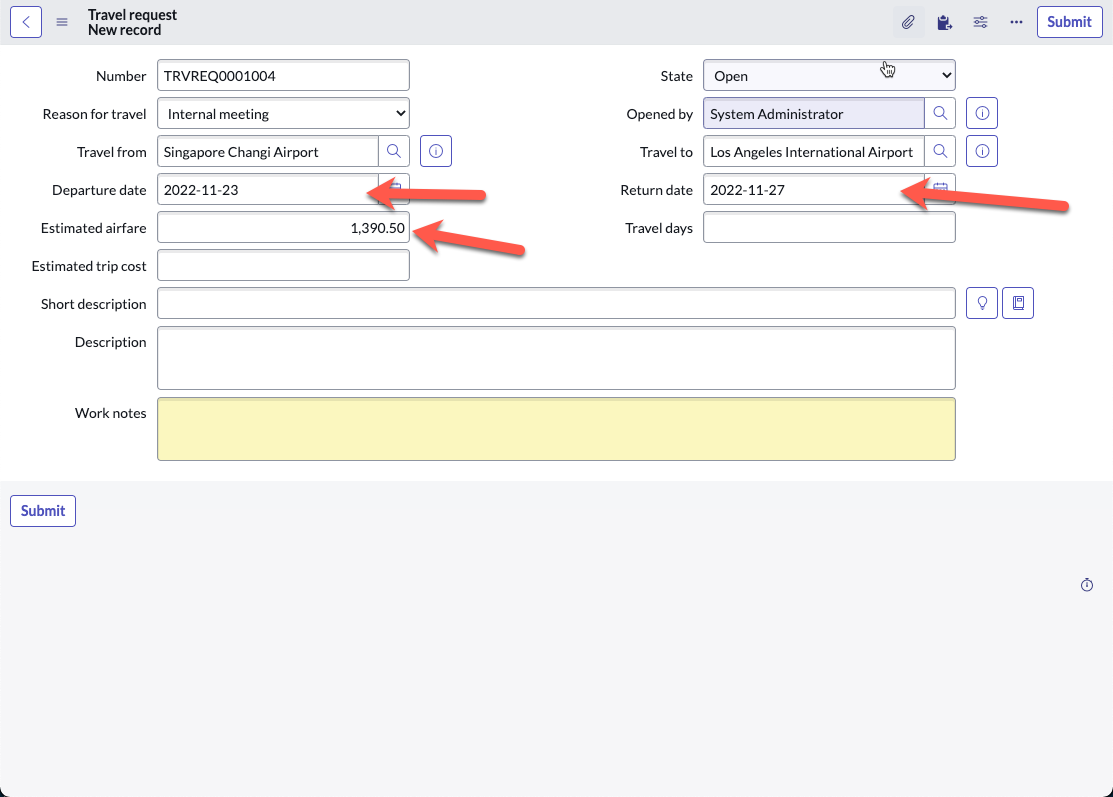 Travel request
New record
Submit
Number TRVREQ0001004 State Open
Reason for travel Internal meeting Opened by System Administrator
Travel from Singapore Changi Airport Travel to Los Angeles International Airport
Departure date 2022-11-23 Return date 2022-11-27
Estimated airfare 1,390.50 Travel days
Estimated trip cost
Short description
Description
Work notes
Submit